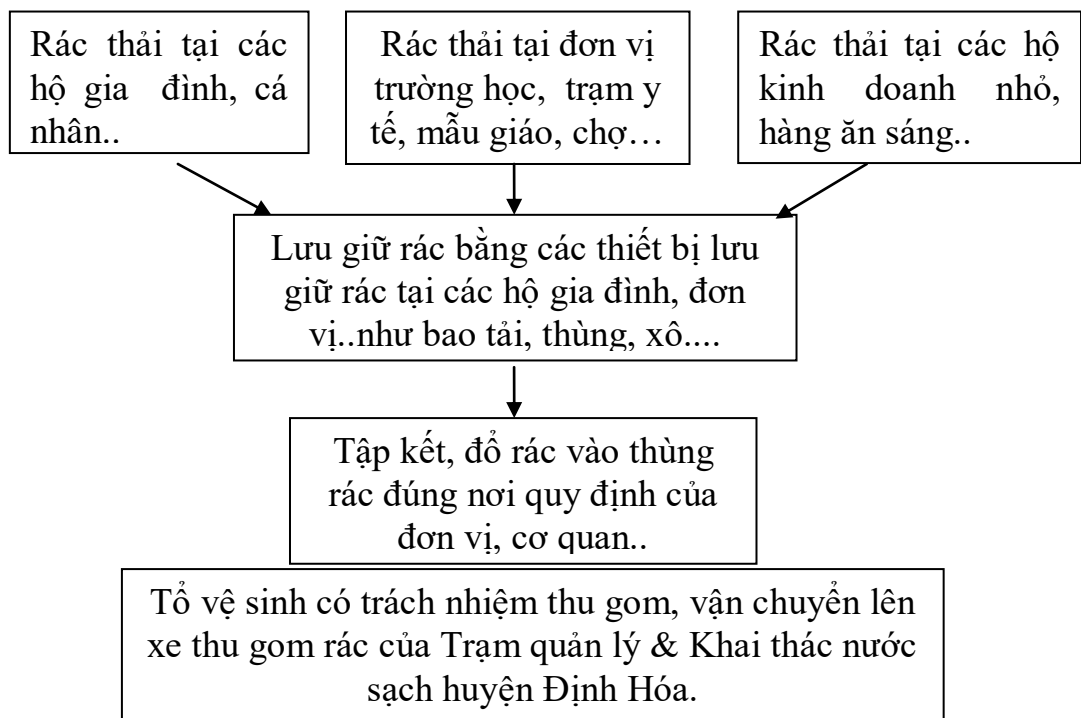 Rác thải tại các
hộ gia đình, cá
nhân..
Rác thải tại đơn vị
trường học, trạm y
tế, mẫu giáo, chợ…
Rác thải tại các hộ
kinh doanh nhỏ,
hàng ăn sáng..
Lưu giữ rác bằng các thiết bị lưu
giữ rác tại các hộ gia đình, đơn
vị..như bao tải, thùng, xô....
Tập kết, đổ rác vào thùng
rác đúng nơi quy định của
đơn vị, cơ quan..
Tổ vệ sinh có trách nhiệm thu gom, vận chuyển lên
xe thu gom rác của Trạm quản lý & Khai thác nước
sạch huyện Định Hóa.